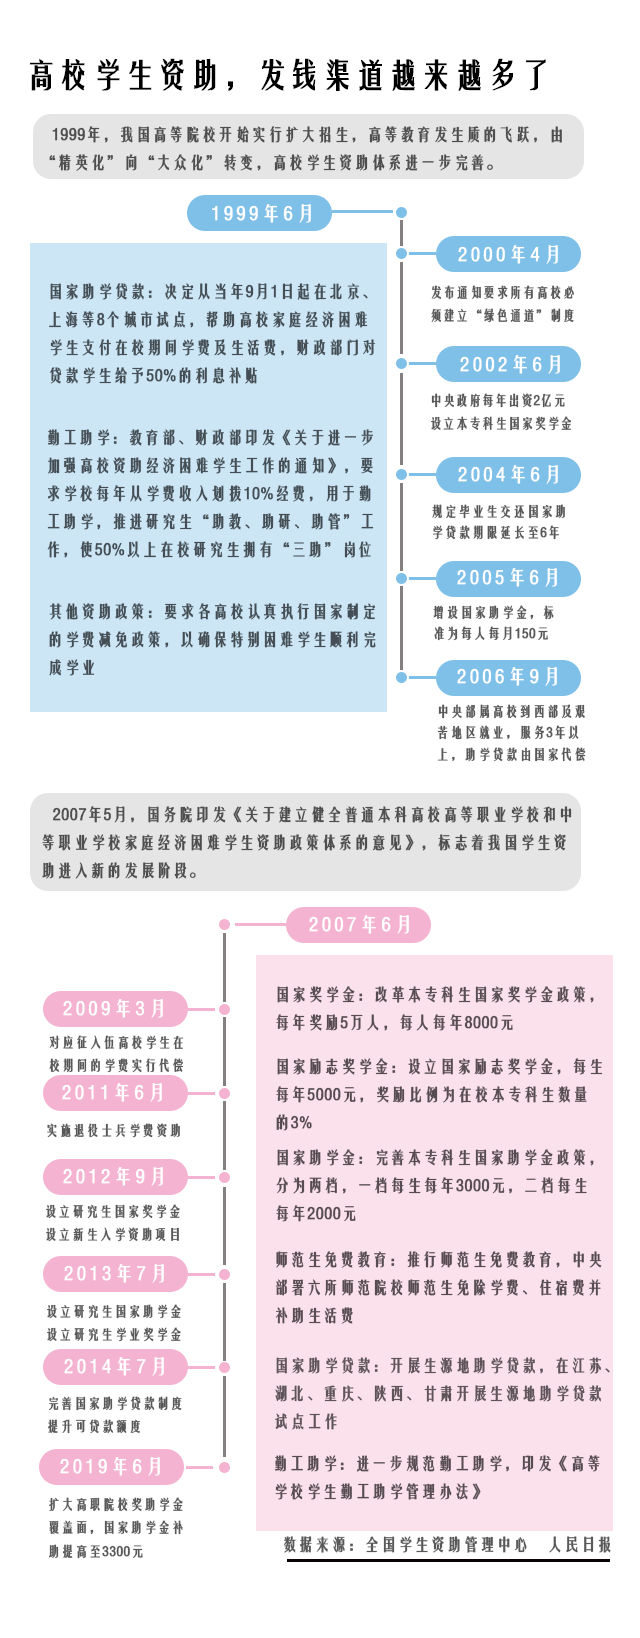 高校学生资助，发钱渠道越来越多了
1999年，我国高等院校开始实行扩大招生，高等教育发生质的飞跃，由
“精英化”向“大众化”转变，高校学生资助体系进一步完善。
1999年6月
国家助学贷款：决定从当年9月1日起在北京、
上海等8个城市试点，帮助高校家庭经济困难
学生支付在校期间学费及生活费，财政部门对
贷款学生给予50%的利息补贴
勤工助学：教育部、财政部印发《关于进一步
加强高校资助经济困难学生工作的通知》，要
求学校每年从学费收入划拨10%经费，用于勤
工助学，推进研究生“助教、助研、助管”工
作，使50%以上在校研究生拥有“三助”岗位
其他资助政策：要求各高校认真执行国家制定
的学费减免政策，以确保特别困难学生顺利完
成学业
2000年4月
发布通知要求所有高校必
须建立“绿色通道”制度
2002年6月
中央政府每年出资2亿元
设立本专科生国家奖学金
2004年6月
规定毕业生交还国家助
学贷款期限延长至6年
2005年6月
增设国家助学金，标
准为每人每月150元
2006年9月
中央部属高校到西部及艰
苦地区就业，服务3年以
上，助学贷款由国家代偿
2007年5月，国务院印发《关于建立健全普通本科高校高等职业学校和中
等职业学校家庭经济困难学生资助政策体系的意见》，标志着我国学生资
助进入新的发展阶段。
2007年6月
国家奖学金：改革本专科生国家奖学金政策，
每年奖励5万人，每人每年8000元
国家励志奖学金：设立国家励志奖学金，每生
每年5000元，奖励比例为在校本专科生数量
的3%
国家助学金：完善本专科生国家助学金政策，
分为两档，一档每生每年3000元，二档每生
每年2000元
师范生免费教育：推行师范生免费教育，中央
部署六所师范院校师范生免除学费、住宿费并
补助生活费
国家助学贷款：开展生源地助学贷款，在江苏、
湖北、重庆、陕西、甘肃开展生源地助学贷款
试点工作
勤工助学：进一步规范勤工助学，印发《高等
学校学生勤工助学管理办法》
2009年3月
对应征入伍高校学生在
校期间的学费实行代偿
2011年6月
实施退役士兵学费资助
2012年9月
设立研究生国家奖学金
设立新生入学资助项目
2013年7月
设立研究生国家助学金
设立研究生学业奖学金
2014年7月
完善国家助学贷款制度
提升可贷款额度
2019年6月
扩大高职院校奖助学金
覆盖面，国家助学金补
助提高至3300元
数据来源：全国学生资助管理中心 人民日报